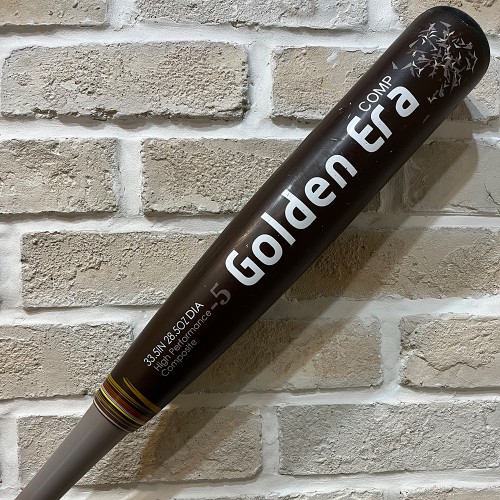 COMP
Golden Era
-5
33.5IN 28.5OZ DIA
High Performance
Composite